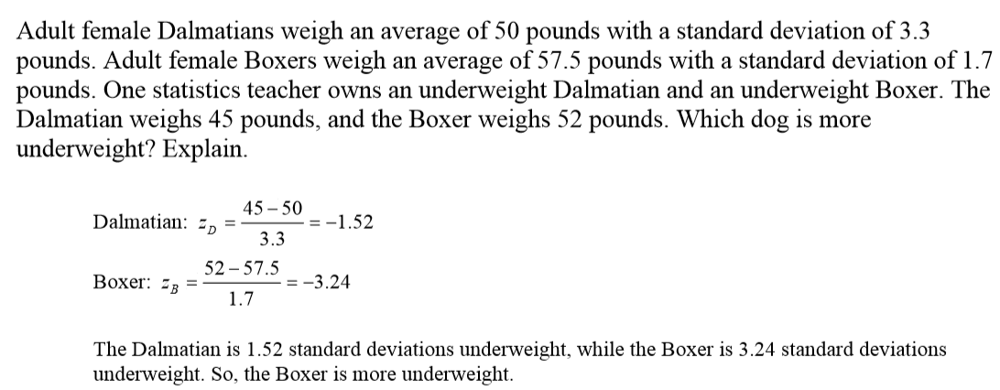 Adult female Dalmatians weigh an average of 50 pounds with a standard deviation of 3.3
pounds. Adult female Boxers weigh an average of 57.5 pounds with a standard deviation of 1.7
pounds. One statistics teacher owns an underweight Dalmatian and an underweight Boxer. The
Dalmatian weighs 45 pounds, and the Boxer weighs 52 pounds. Which dog is more
underweight? Explain.
Dalmatian: z_D = (45 – 50)/3.3 = –1.52
Boxer: z_B = (52 – 57.5)/1.7 = –3.24
The Dalmatian is 1.52 standard deviations underweight, while the Boxer is 3.24 standard deviations
underweight. So, the Boxer is more underweight.